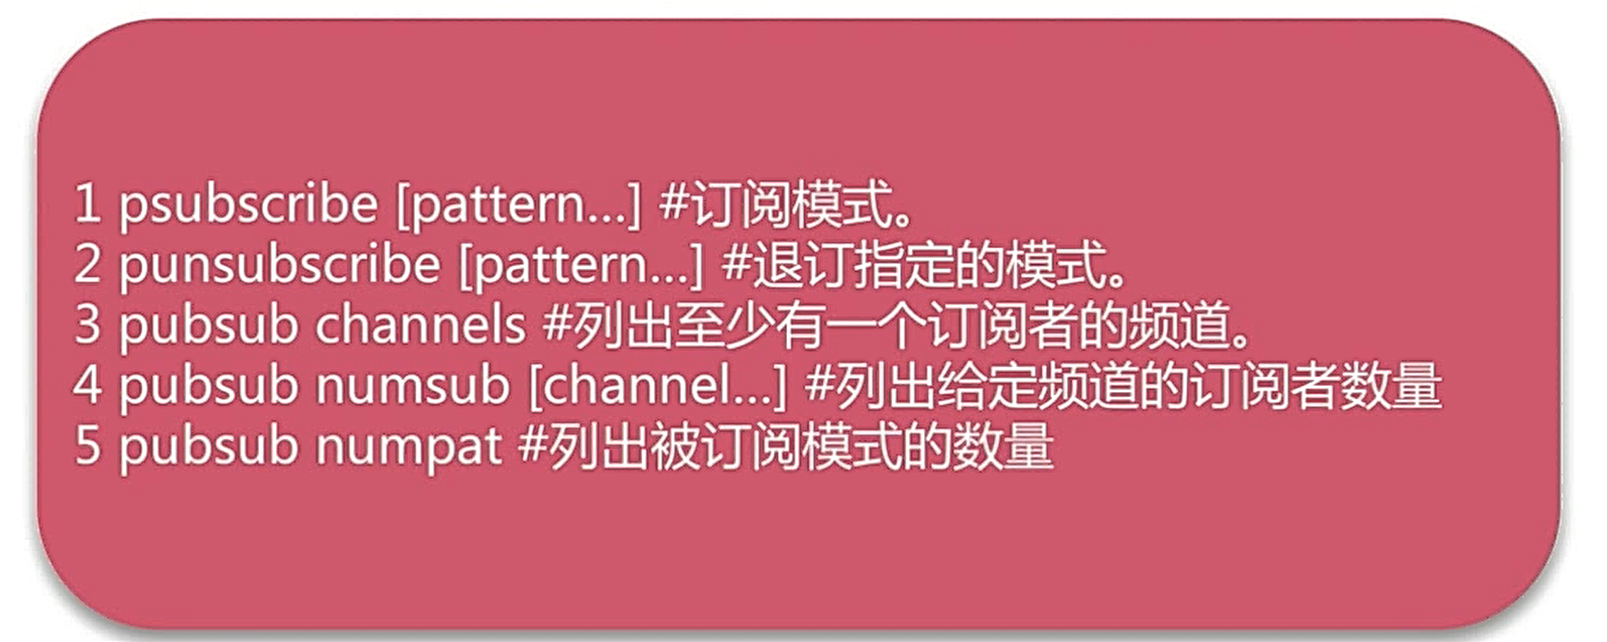 1 psubscribe [pattern...] #订阅模式。
2 punsubscribe [pattern...] #退订指定的模式。
3 pubsub channels #列出至少有一个订阅者的频道。
4 pubsub numsub [channel...] #列出给定频道的订阅者数量
5 pubsub numpat #列出被订阅模式的数量